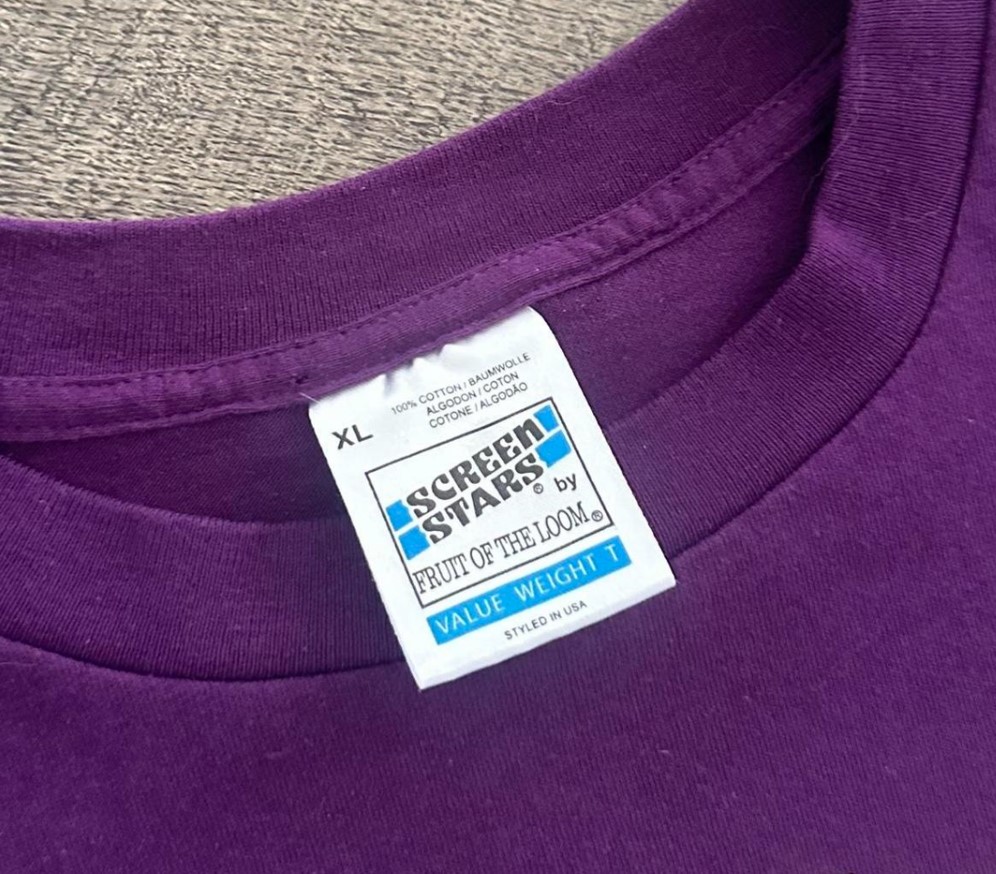 100% COTTON / BAUMWOLLE
ALGODON / COTON
COTONE / ALGODÃO
XL
SCREEN
STARS® by
FRUIT OF THE LOOM®
VALUE WEIGHT T
STYLED IN USA